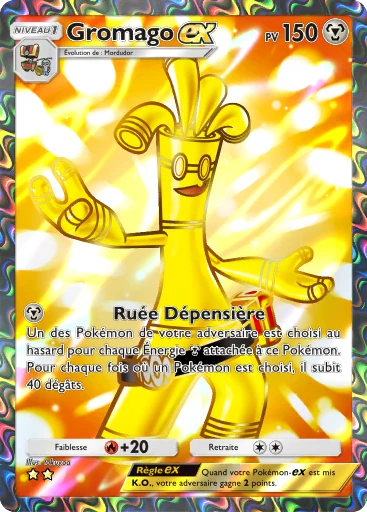 NIVEAU 1 Gromago ex PV 150
Évolution de : Mordudor
Ruée Dépensière
Un des Pokémon de votre adversaire est choisi au
hasard pour chaque Énergie attachée à ce Pokémon.
Pour chaque fois où un Pokémon est choisi, il subit
40 dégâts.
Faiblesse +20 Retraite
Illus.
Règle ex Quand votre Pokémon-ex est mis
K.O., votre adversaire gagne 2 points.